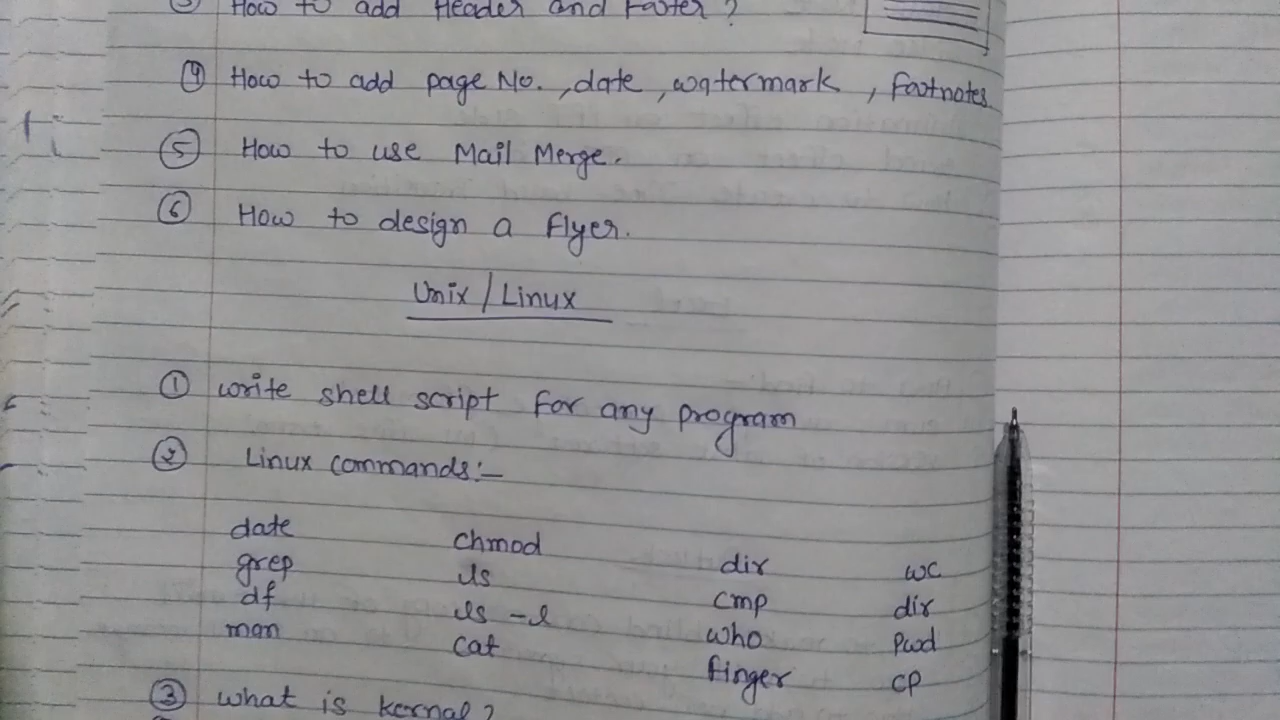 ③ How to add Header and Footer ?
④ How to add page No. , date , watermark , Footnotes
⑤ How to use Mail Merge.
⑥ How to design a Flyer.
Unix / Linux
① write shell script for any program
② Linux commands:-
date chmod dir wc
grep ls cmp dir
df ls -l who pwd
man cat finger cp
③ what is kernal ?